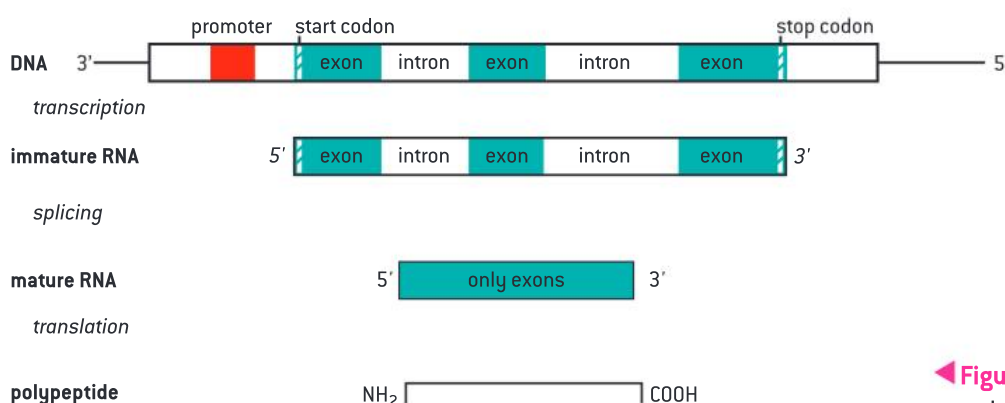 promoter start codon stop codon
DNA 3' exon intron exon intron exon 5
transcription
immature RNA 5' exon intron exon intron exon 3'
splicing
mature RNA 5' only exons 3'
translation
Figu
polypeptide NH₂ COOH